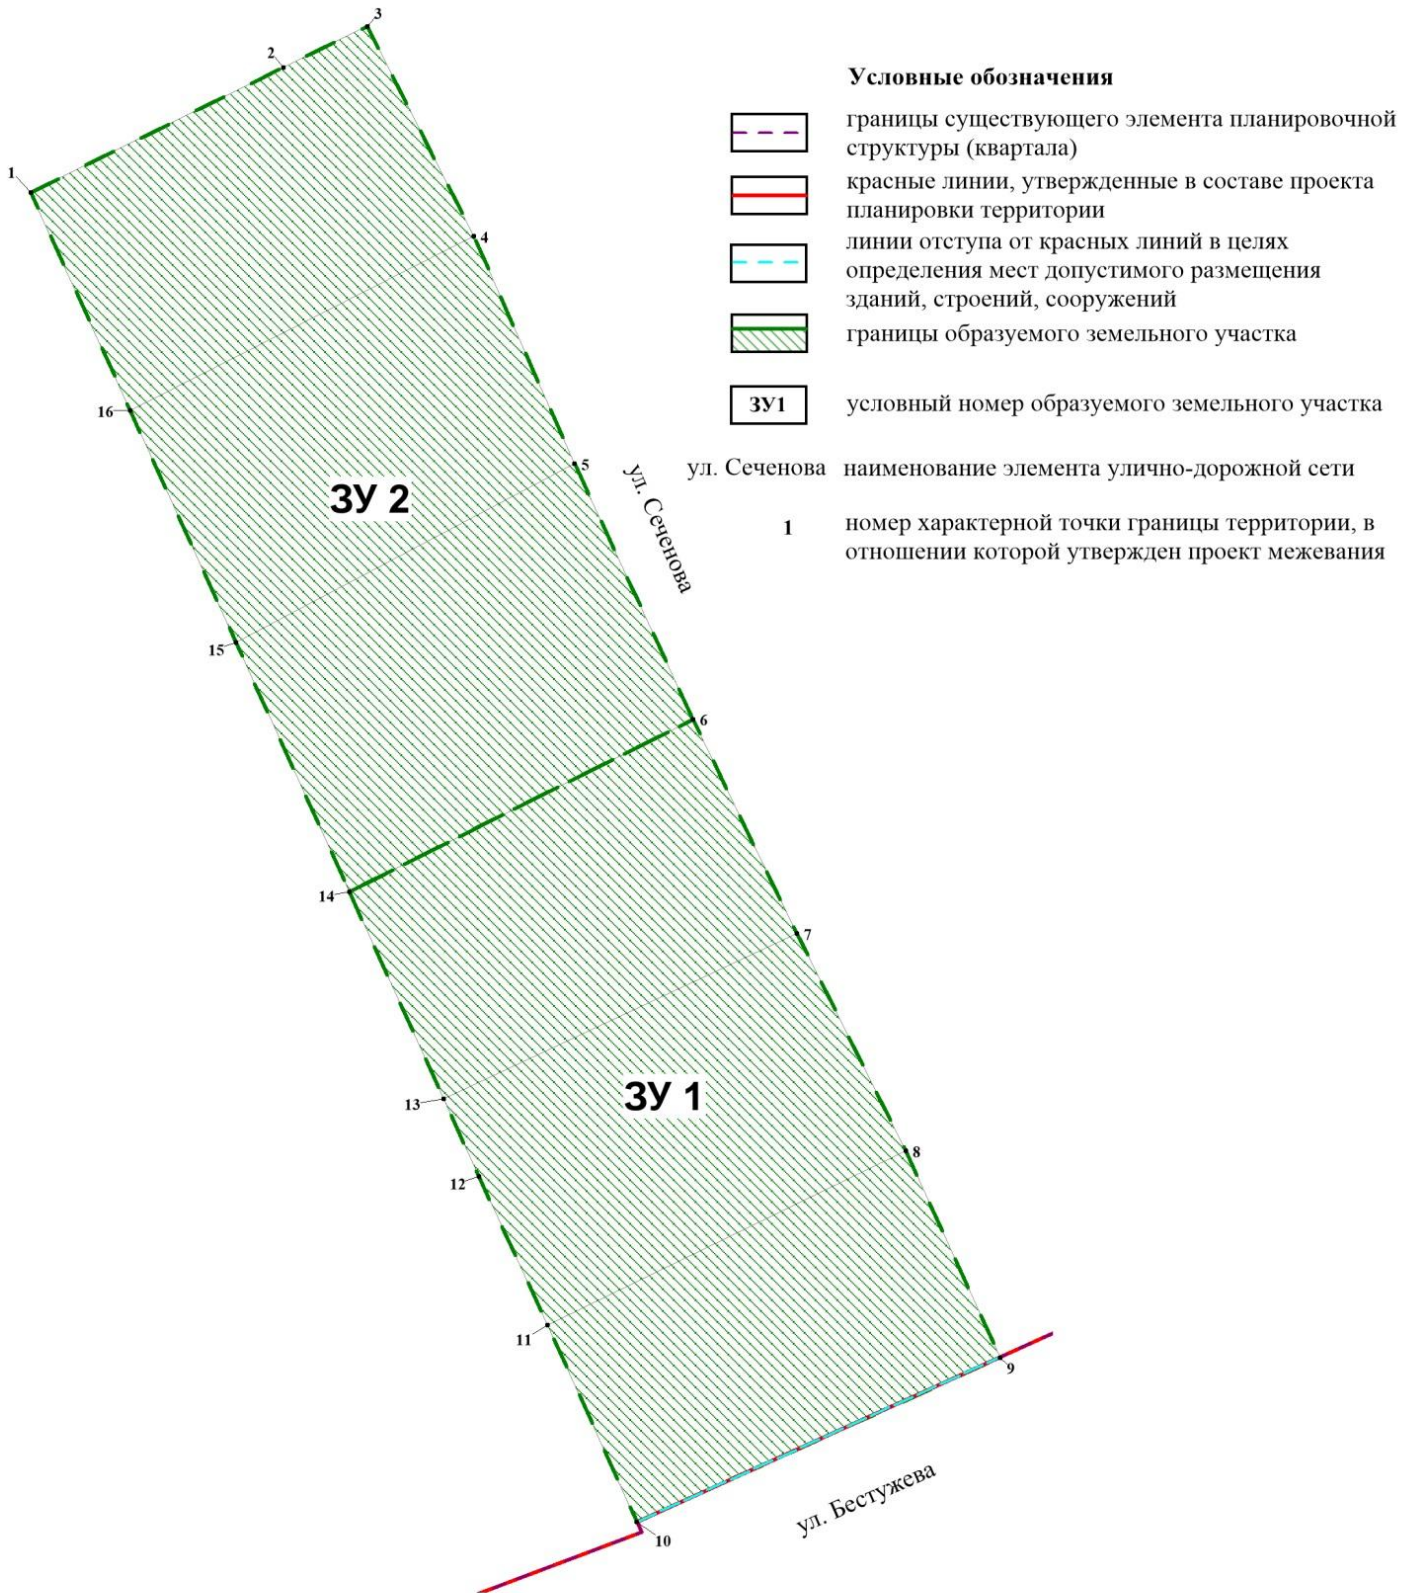 3
2
1
Условные обозначения
границы существующего элемента планировочной
структуры (квартала)
красные линии, утвержденные в составе проекта
планировки территории
линии отступа от красных линий в целях
определения мест допустимого размещения
зданий, строений, сооружений
границы образуемого земельного участка
ЗУ1
условный номер образуемого земельного участка
ул. Сеченова
наименование элемента улично-дорожной сети
1
номер характерной точки границы территории, в
отношении которой утвержден проект межевания
4
16
5
ЗУ 2
ул. Сеченова
15
6
14
7
13
ЗУ 1
8
12
11
9
ул. Бестужева
10